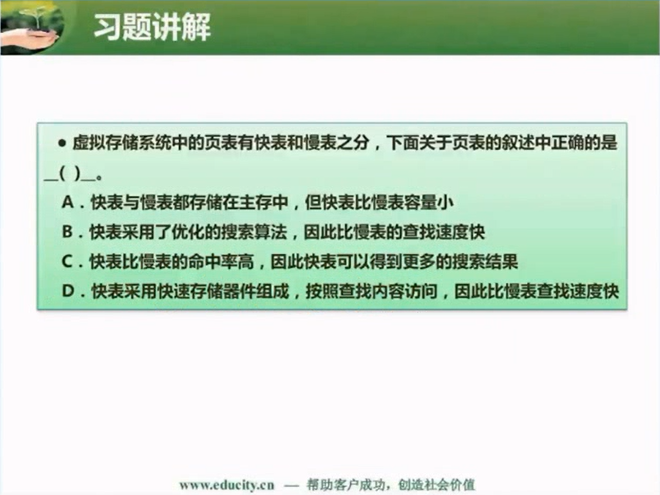 习题讲解
● 虚拟存储系统中的页表有快表和慢表之分，下面关于页表的叙述中正确的是
__( )__。
A．快表与慢表都存储在主存中，但快表比慢表容量小
B．快表采用了优化的搜索算法，因此比慢表的查找速度快
C．快表比慢表的命中率高，因此快表可以得到更多的搜索结果
D．快表采用快速存储器件组成，按照查找内容访问，因此比慢表查找速度快
www.educity.cn — 帮助客户成功，创造社会价值